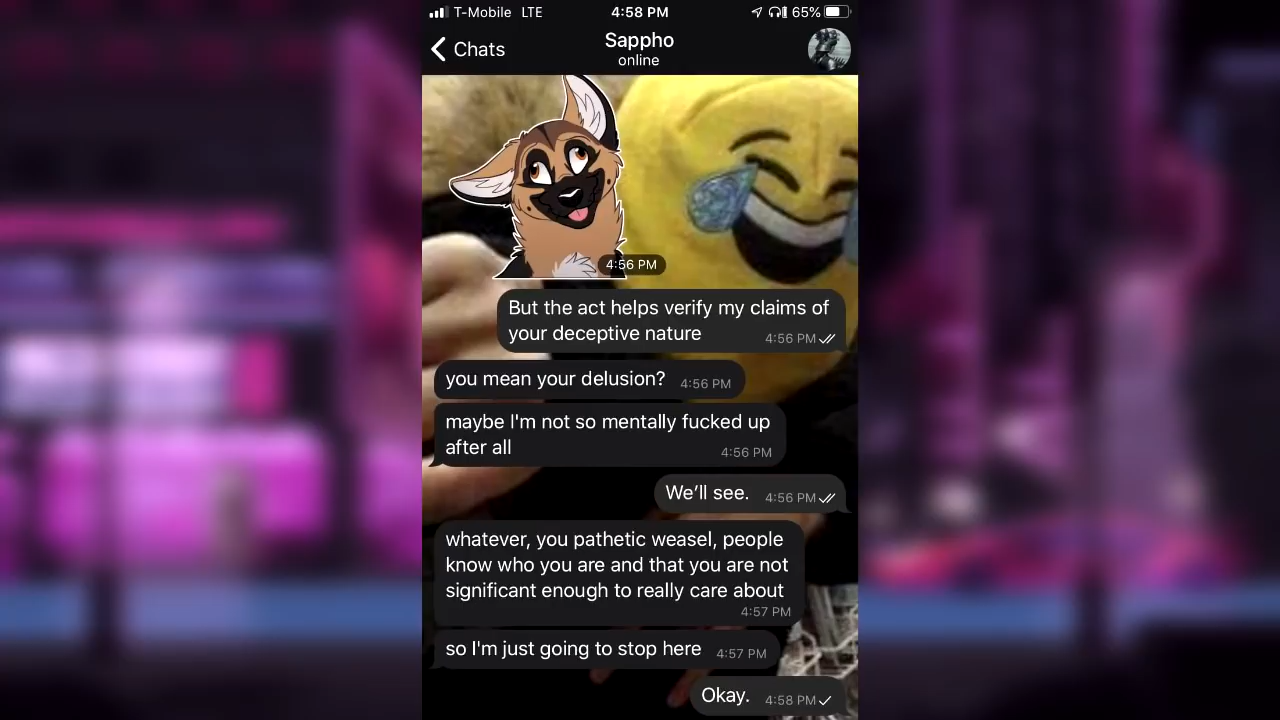 T-Mobile LTE 4:58 PM 65%
Chats Sappho
online
4:56 PM
But the act helps verify my claims of
your deceptive nature 4:56 PM
you mean your delusion? 4:56 PM
maybe I'm not so mentally fucked up
after all 4:56 PM
We’ll see. 4:56 PM
whatever, you pathetic weasel, people
know who you are and that you are not
significant enough to really care about
4:57 PM
so I'm just going to stop here 4:57 PM
Okay. 4:58 PM